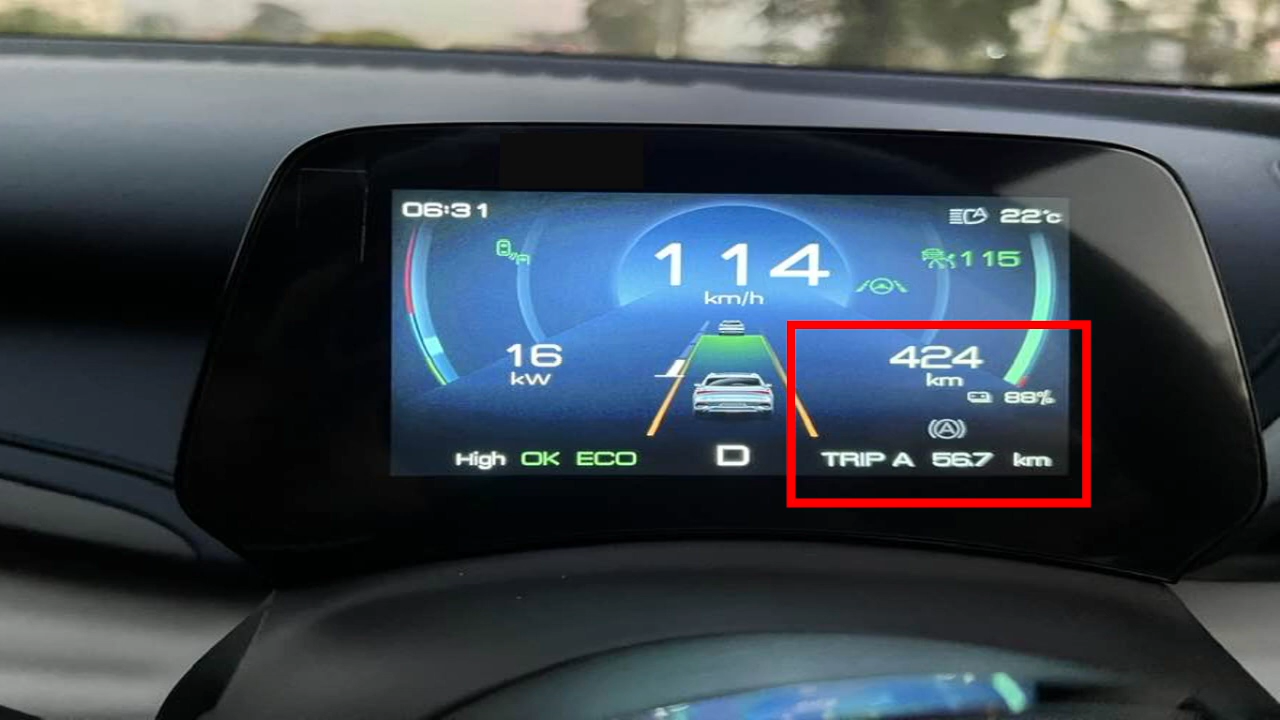 06:31
22°c
114
km/h
115
16
kW
424
km
88%
High OK ECO
D
TRIP A 56.7 km